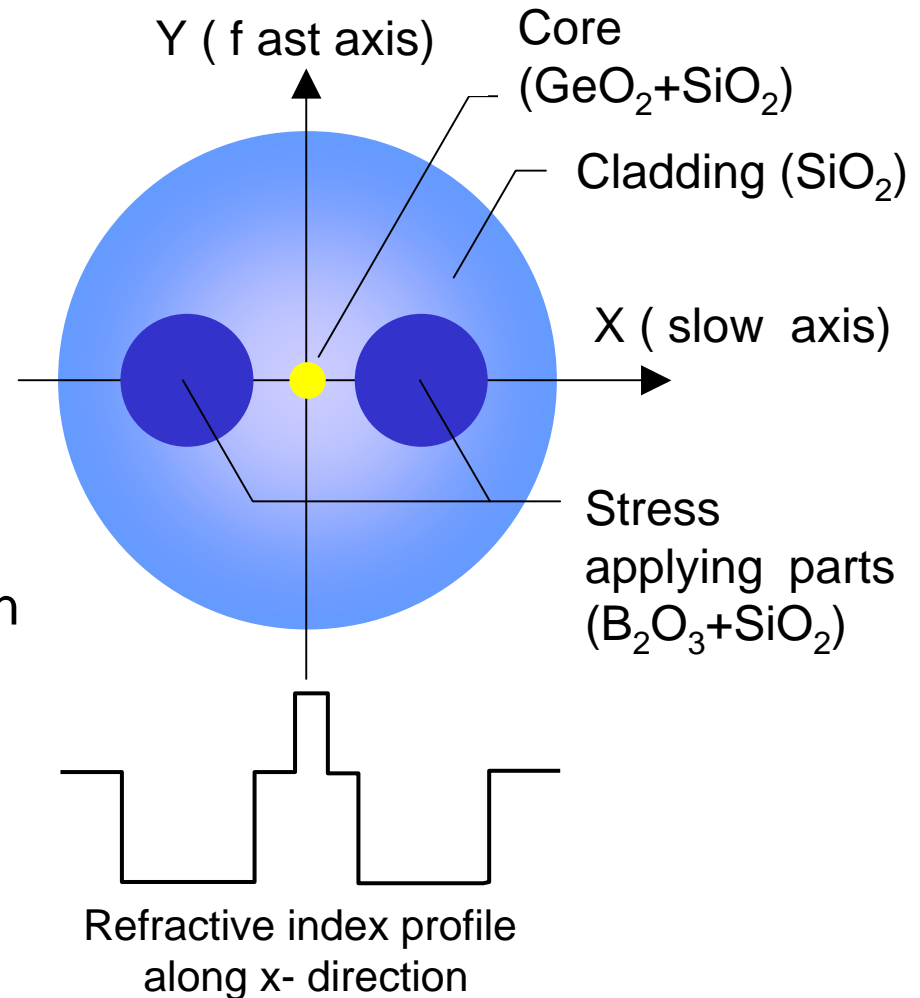 Y ( f ast axis)
Core
(GeO₂+SiO₂)
Cladding (SiO₂)
X ( slow axis)
Stress
applying parts
(B₂O₃+SiO₂)
Refractive index profile
along x- direction